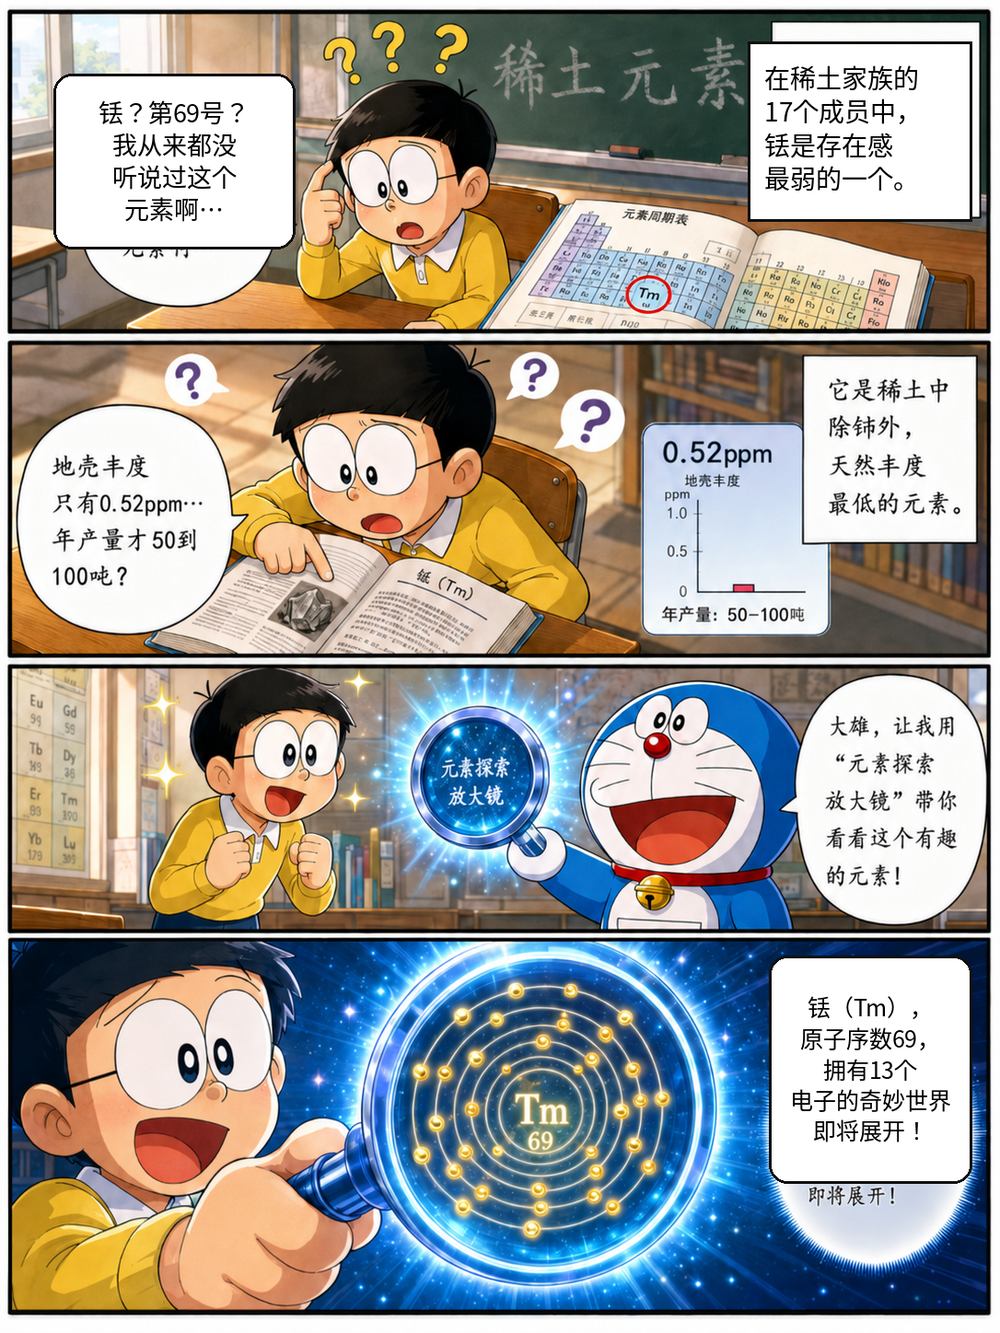 稀土元素
铥？第69号？
我从来都没
听说过这个
元素啊…
在稀土家族的
17个成员中，
铥是存在感
最弱的一个。
元素周期表
Tm
地壳丰度
只有0.52ppm…
年产量才50到
100吨？
(Tm)
0.52ppm
地壳丰度
ppm
1.0
0.5
0
年产量：50-100吨
它是稀土中
除钷外，
天然丰度
最低的元素。
Eu
Gd
Tb
Dy
Er
Tm
Yb
Lu
元素探索
放大镜
大雄，让我用
“元素探索
放大镜”带你
看看这个有趣
的元素！
Tm
69
铥（Tm），
原子序数69，
拥有13个
电子的奇妙世界
即将展开！
即将展开！